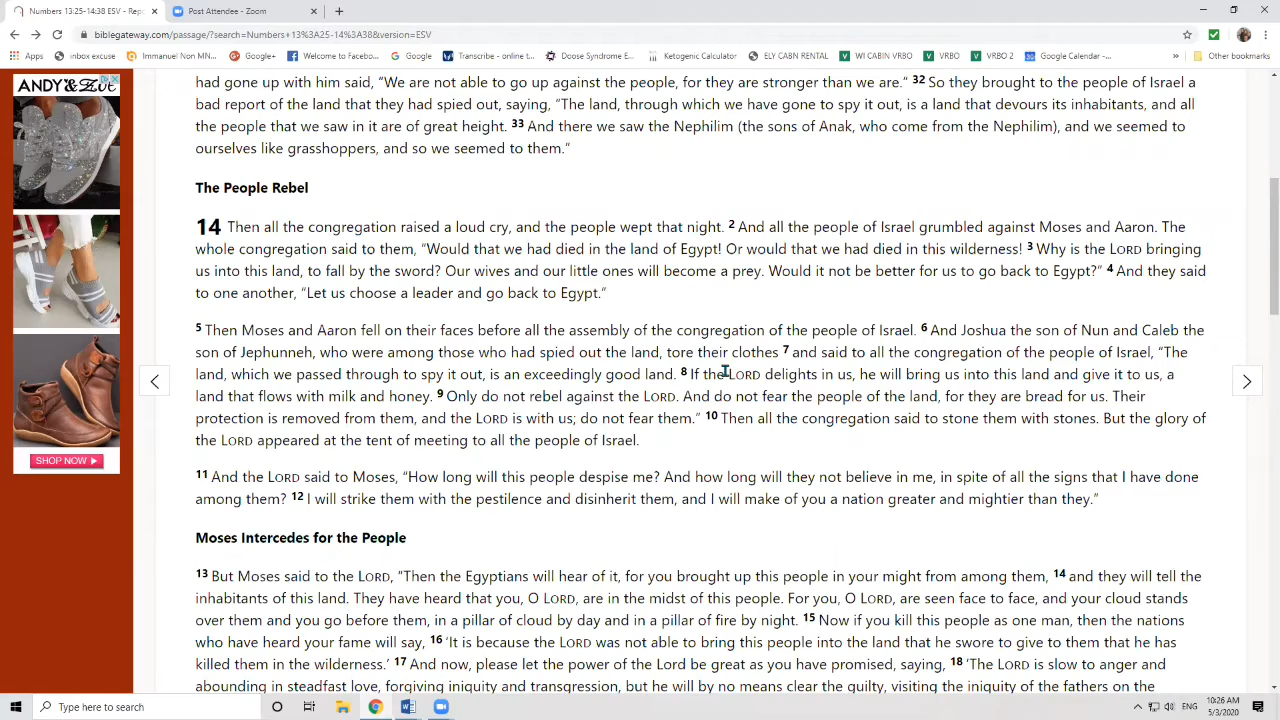 Numbers 13:25-14:38 ESV - Repo
Post Attendee - Zoom
biblegateway.com/passage/?search=Numbers+13%3A25-14%3A38&version=ESV
Apps
inbox excuse
Immanuel Non MN...
Google+
Welcome to Facebo...
Google
Transcribe - online t...
Doose Syndrome E...
Ketogenic Calculator
ELY CABN RENTAL
WI CABIN VRBO
VRBO
VRBO 2
Google Calendar -...
»
Other bookmarks
ANDY & Zoë
SHOP NOW
had gone up with him said, “We are not able to go up against the people, for they are stronger than we are.” 32 So they brought to the people of Israel a
bad report of the land that they had spied out, saying, “The land, through which we have gone to spy it out, is a land that devours its inhabitants, and all
the people that we saw in it are of great height. 33 And there we saw the Nephilim (the sons of Anak, who come from the Nephilim), and we seemed to
ourselves like grasshoppers, and so we seemed to them.”
The People Rebel
14 Then all the congregation raised a loud cry, and the people wept that night. 2 And all the people of Israel grumbled against Moses and Aaron. The
whole congregation said to them, “Would that we had died in the land of Egypt! Or would that we had died in this wilderness! 3 Why is the LORD bringing
us into this land, to fall by the sword? Our wives and our little ones will become a prey. Would it not be better for us to go back to Egypt?” 4 And they said
to one another, “Let us choose a leader and go back to Egypt.”
5 Then Moses and Aaron fell on their faces before all the assembly of the congregation of the people of Israel. 6 And Joshua the son of Nun and Caleb the
son of Jephunneh, who were among those who had spied out the land, tore their clothes 7 and said to all the congregation of the people of Israel, “The
land, which we passed through to spy it out, is an exceedingly good land. 8 If the LORD delights in us, he will bring us into this land and give it to us, a
land that flows with milk and honey. 9 Only do not rebel against the LORD. And do not fear the people of the land, for they are bread for us. Their
protection is removed from them, and the LORD is with us; do not fear them.” 10 Then all the congregation said to stone them with stones. But the glory of
the LORD appeared at the tent of meeting to all the people of Israel.
11 And the LORD said to Moses, “How long will this people despise me? And how long will they not believe in me, in spite of all the signs that I have done
among them? 12 I will strike them with the pestilence and disinherit them, and I will make of you a nation greater and mightier than they.”
Moses Intercedes for the People
13 But Moses said to the LORD, “Then the Egyptians will hear of it, for you brought up this people in your might from among them, 14 and they will tell the
inhabitants of this land. They have heard that you, O LORD, are in the midst of this people. For you, O LORD, are seen face to face, and your cloud stands
over them and you go before them, in a pillar of cloud by day and in a pillar of fire by night. 15 Now if you kill this people as one man, then the nations
who have heard your fame will say, 16 ‘It is because the LORD was not able to bring this people into the land that he swore to give to them that he has
killed them in the wilderness.’ 17 And now, please let the power of the Lord be great as you have promised, saying, 18 ‘The LORD is slow to anger and
abounding in steadfast love, forgiving iniquity and transgression, but he will by no means clear the guilty, visiting the iniquity of the fathers on the
Type here to search
ENG
10:26 AM
5/3/2020